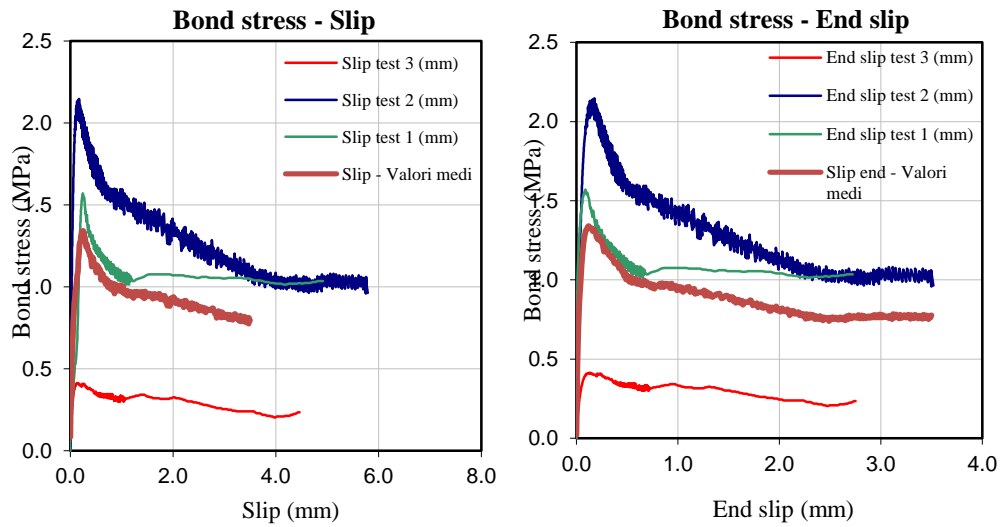 Bond stress - Slip
Bond stress (MPa)
2.5
2.0
1.5
1.0
0.5
0.0
Slip test 3 (mm)
Slip test 2 (mm)
Slip test 1 (mm)
Slip - Valori medi
0.0 2.0 4.0 6.0 8.0
Slip (mm)
Bond stress - End slip
Bond stress (MPa)
2.5
2.0
1.5
1.0
0.5
0.0
End slip test 3 (mm)
End slip test 2 (mm)
End slip test 1 (mm)
Slip end - Valori
medi
0.0 1.0 2.0 3.0 4.0
End slip (mm)